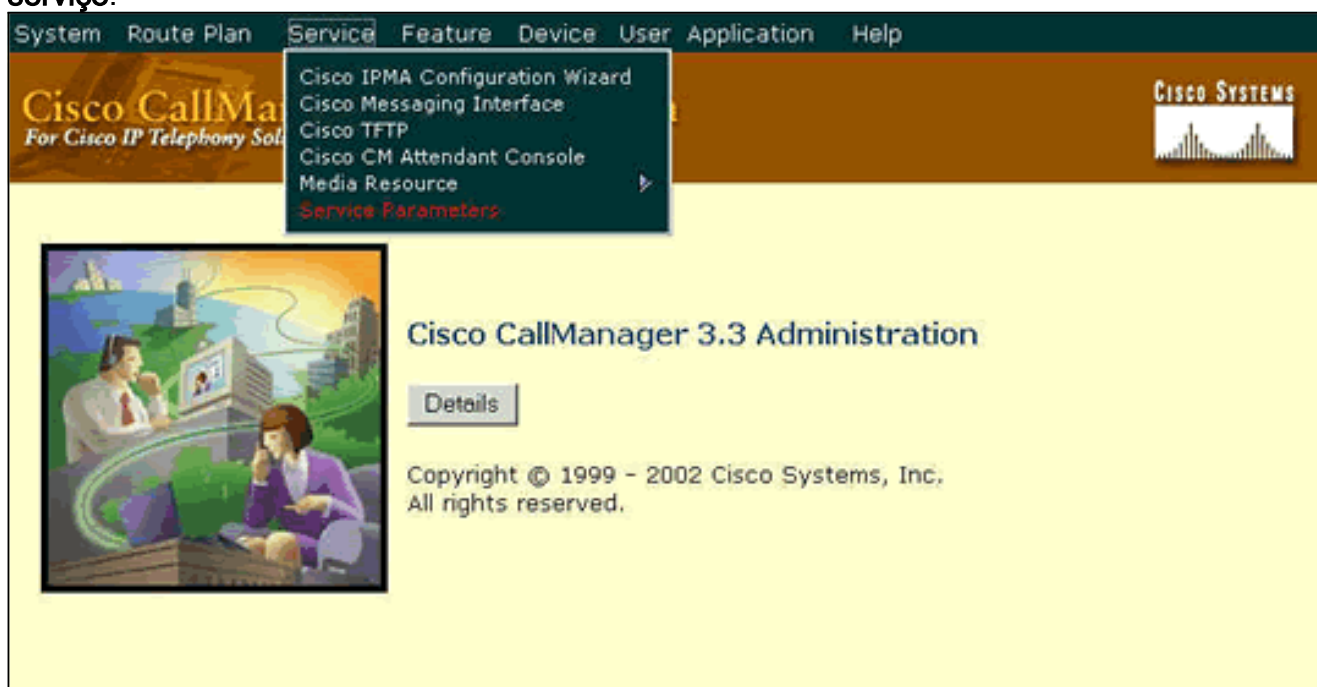 serviço.
System Route Plan Service Feature Device User Application Help
Cisco IPMA Configuration Wizard
Cisco Messaging Interface
Cisco TFTP
Cisco CM Attendant Console
Media Resource
Service Parameters
Cisco CallMa
For Cisco IP Telephony Sol
CISCO SYSTEMS
Cisco CallManager 3.3 Administration
Details
Copyright © 1999 - 2002 Cisco Systems, Inc.
All rights reserved.